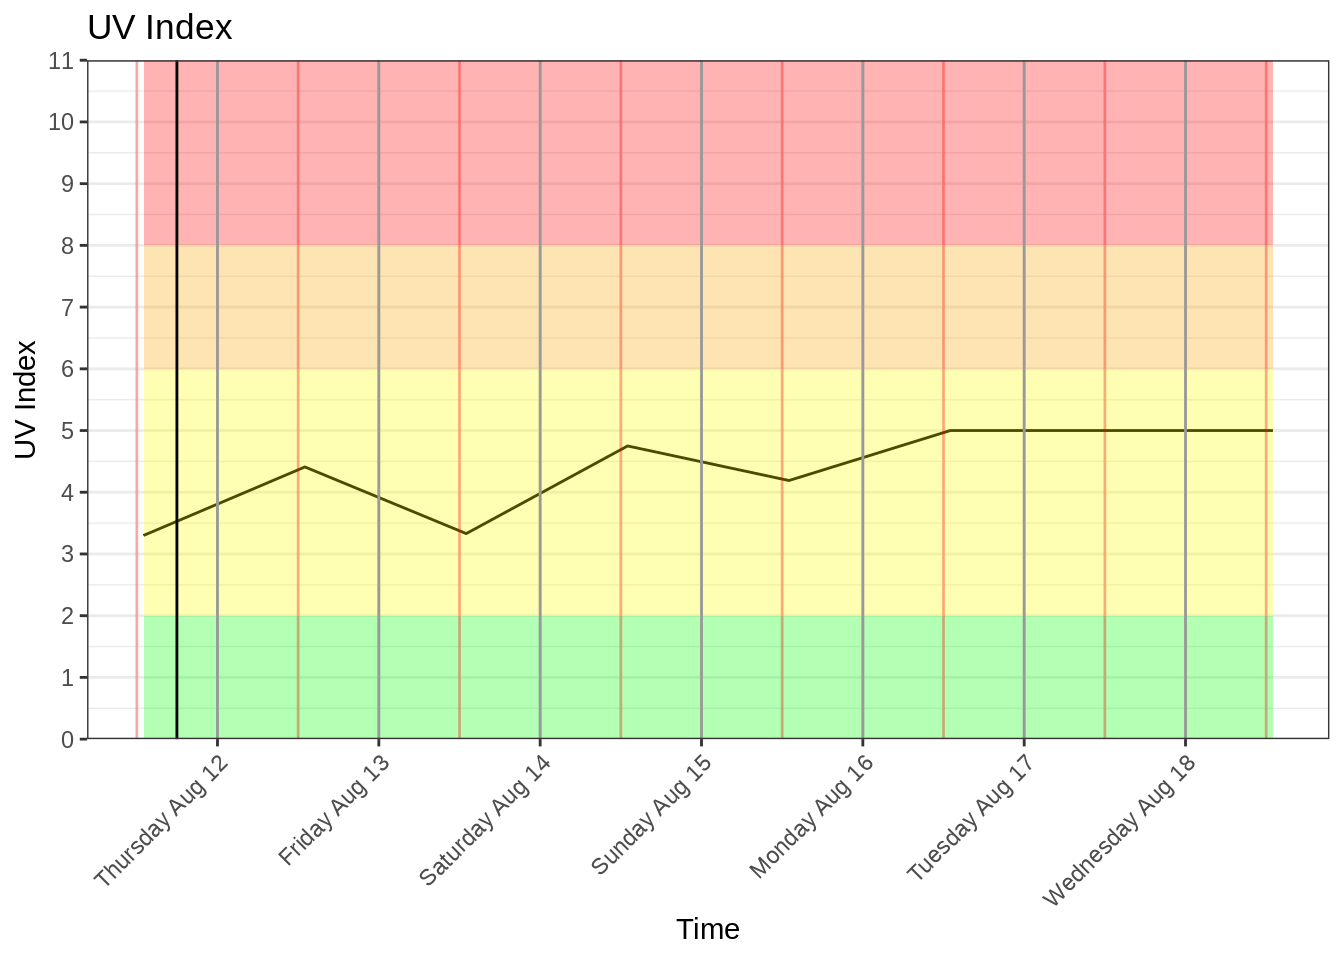 UV Index
11
10
9
8
7
6
5
4
3
2
1
0
UV Index
Thursday Aug 12
Friday Aug 13
Saturday Aug 14
Sunday Aug 15
Monday Aug 16
Tuesday Aug 17
Wednesday Aug 18
Time